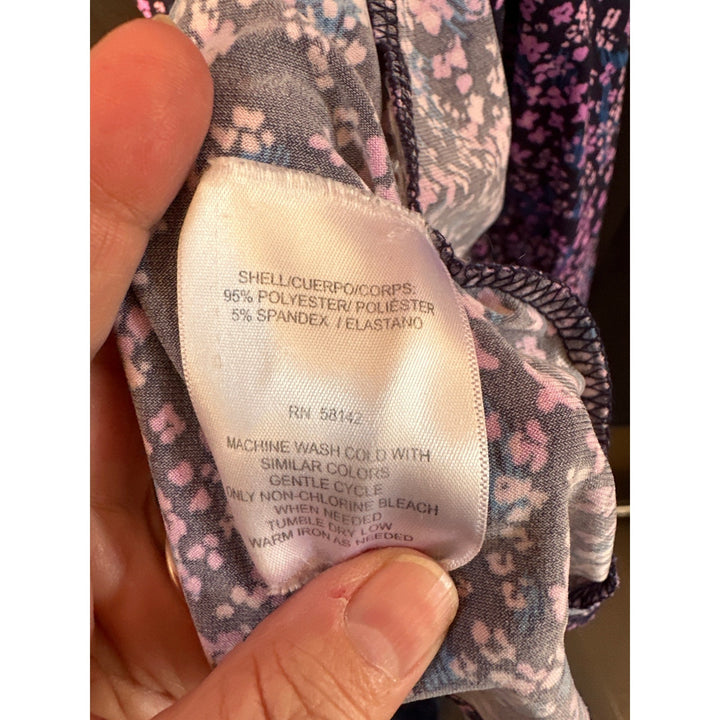 SHELL/CUERPO/CORPS:
95% POLYESTER/ POLIÉSTER
5% SPANDEX / ELASTANO
RN 58142
MACHINE WASH COLD WITH
SIMILAR COLORS
GENTLE CYCLE
ONLY NON-CHLORINE BLEACH
WHEN NEEDED
TUMBLE DRY LOW
WARM IRON AS NEEDED